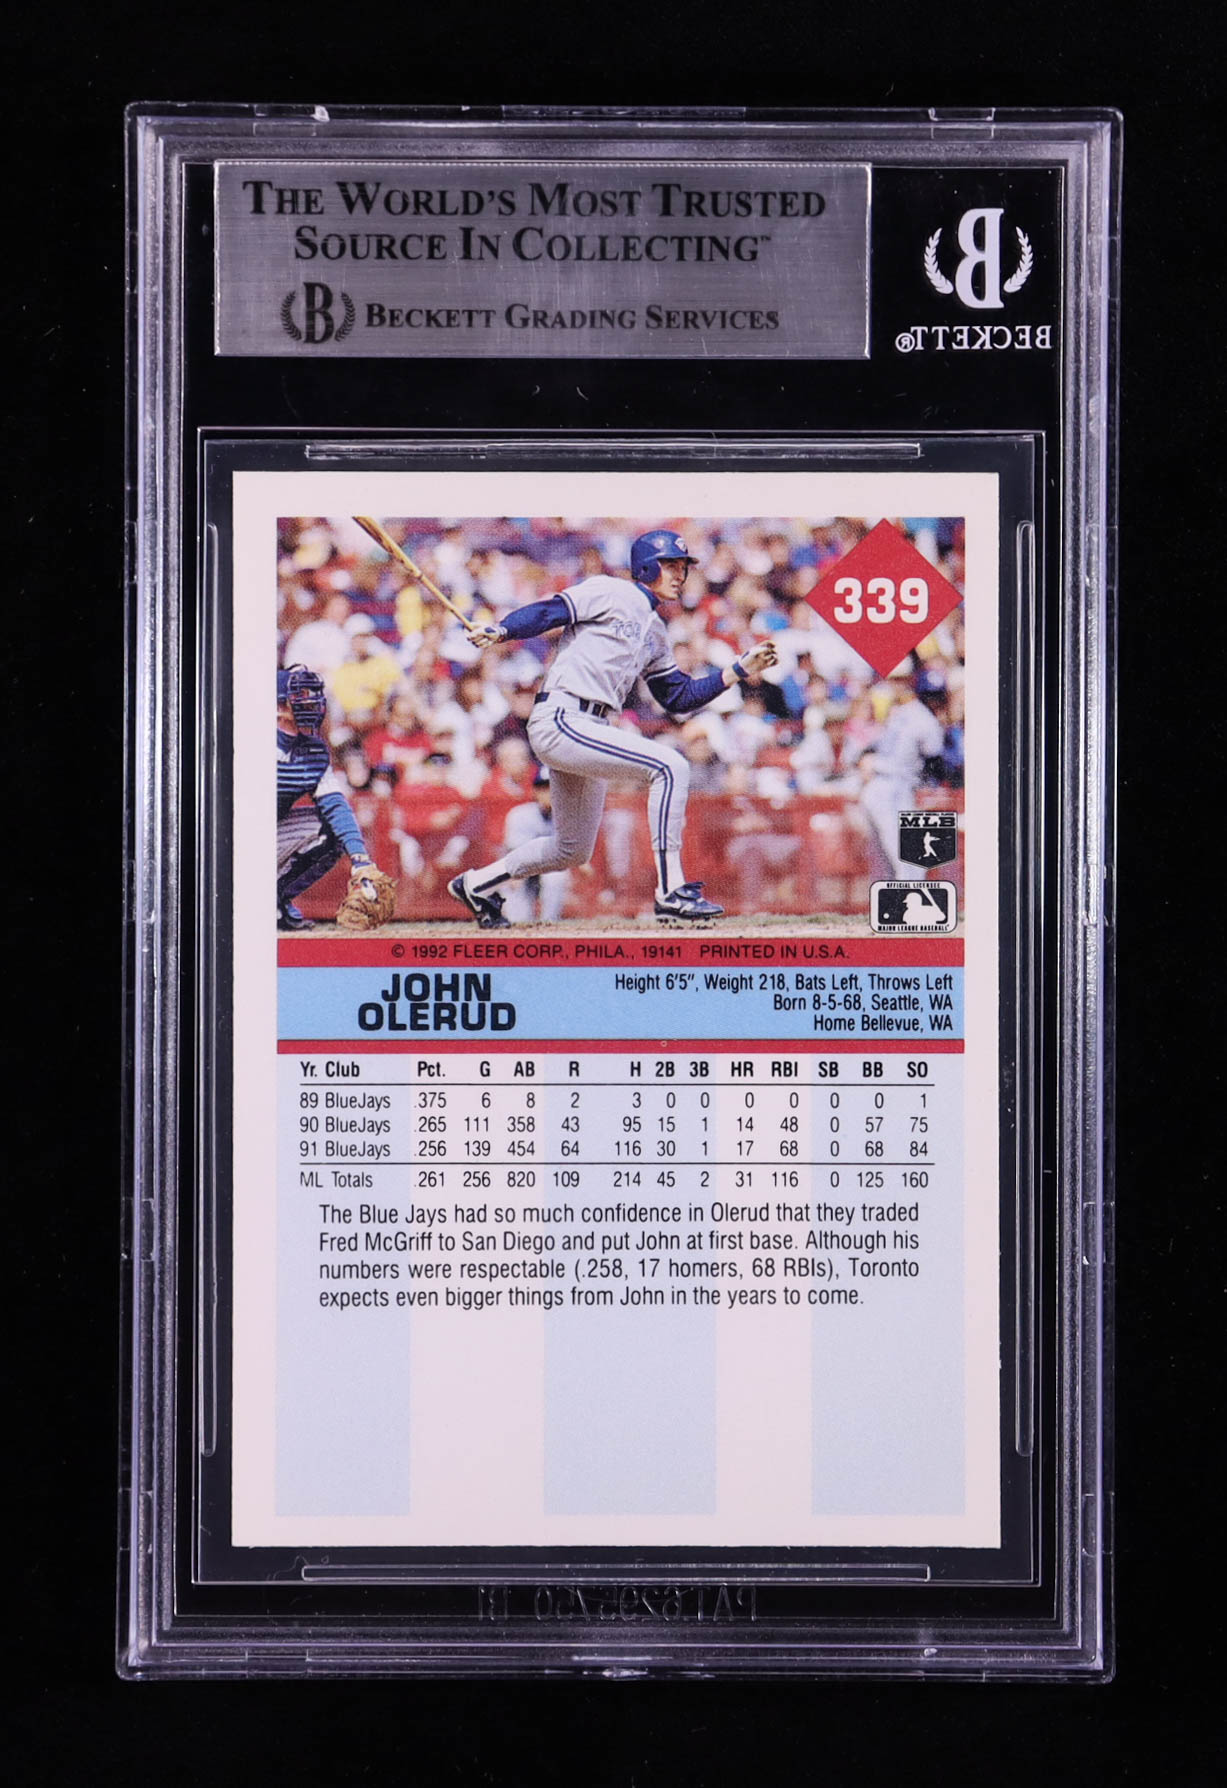 THE WORLD'S MOST TRUSTED
SOURCE IN COLLECTING™
B BECKETT GRADING SERVICES
B
BECKETT®
339
TOR
MLB
OFFICIAL LICENSEE
MAJOR LEAGUE BASEBALL
© 1992 FLEER CORP., PHILA., 19141 PRINTED IN U.S.A.
JOHN
OLERUD
Height 6'5", Weight 218, Bats Left, Throws Left
Born 8-5-68, Seattle, WA
Home Bellevue, WA
Yr. Club Pct. G AB R H 2B 3B HR RBI SB BB SO
89 BlueJays .375 6 8 2 3 0 0 0 0 0 0 1
90 BlueJays .265 111 358 43 95 15 1 14 48 0 57 75
91 BlueJays .256 139 454 64 116 30 1 17 68 0 68 84
ML Totals .261 256 820 109 214 45 2 31 116 0 125 160
The Blue Jays had so much confidence in Olerud that they traded
Fred McGriff to San Diego and put John at first base. Although his
numbers were respectable (.258, 17 homers, 68 RBIs), Toronto
expects even bigger things from John in the years to come.